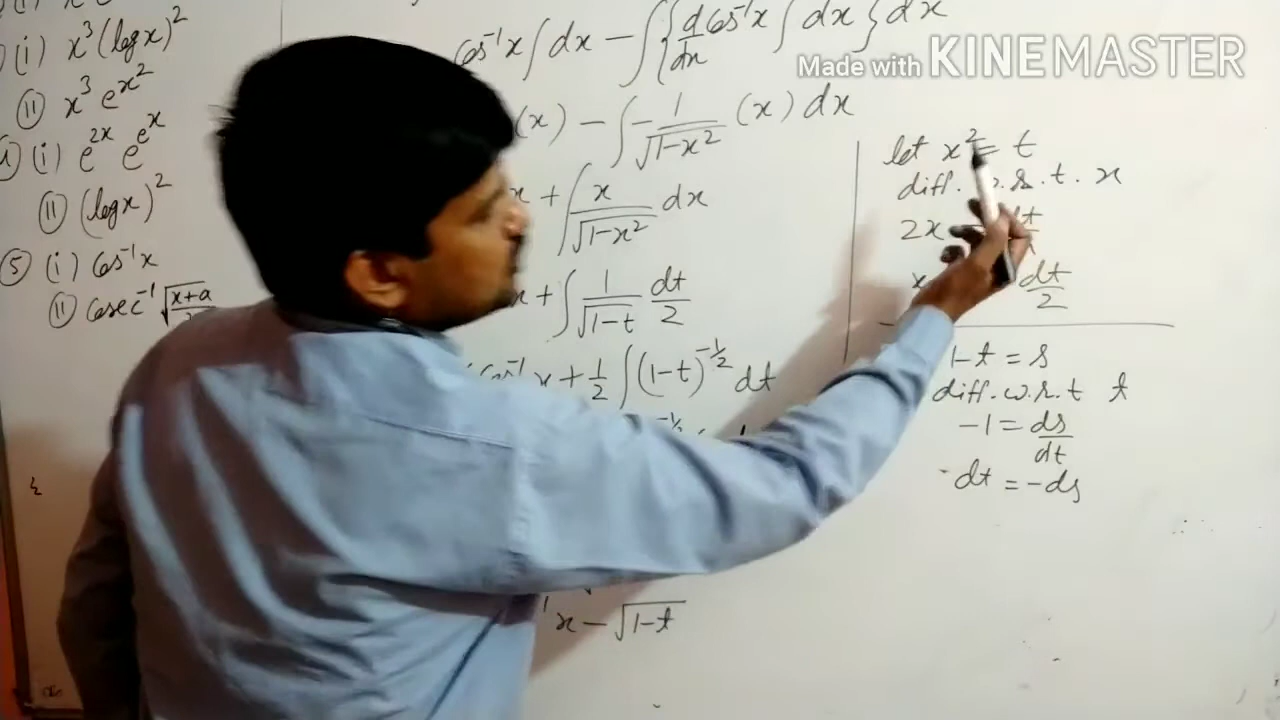 (i) x³(logx)²
(ii) x³ e^x²
(i) e^2x e^e^x
(ii) (logx)²
⑤ (i) Cos⁻¹x
(ii) Cosec⁻¹ √(x+a
Cos⁻¹x ∫dx − ∫{d/dx Cos⁻¹x ∫dx}dx
(x) − ∫ −1/√(1−x²) (x) dx
x + ∫ x/√(1−x²) dx
x + ∫ 1/√(1−t) dt/2
Cos⁻¹x + 1/2 ∫(1−t)^−1/2 dt
x − √(1−t)
Made with KINEMASTER
let x² = t
diff. w.r.t. x
2x
dt/2
1−t = s
diff. w.r.t t
−1 = ds/dt
dt = −ds